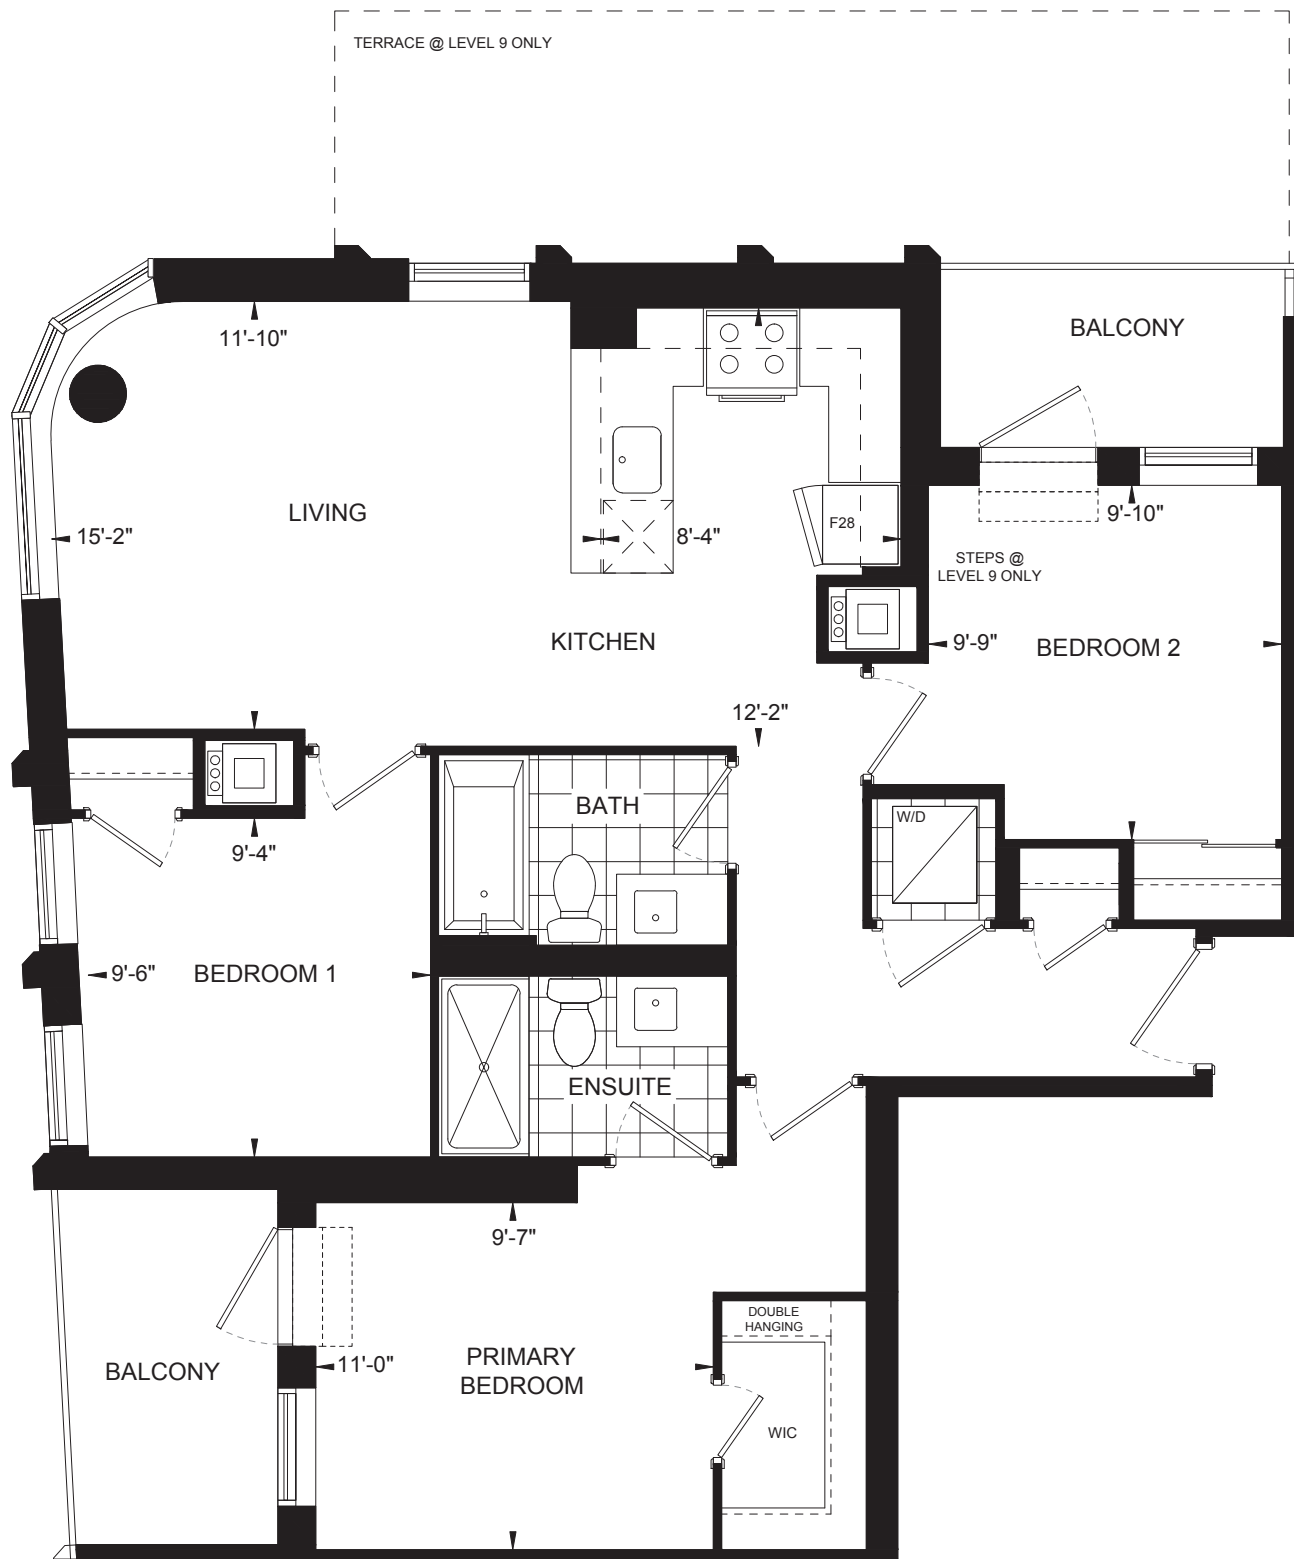 TERRACE @ LEVEL 9 ONLY
11'-10"
BALCONY
LIVING
15'-2"
8'-4"
F28
9'-10"
STEPS @
LEVEL 9 ONLY
KITCHEN
9'-9"
BEDROOM 2
12'-2"
BATH
W/D
9'-4"
9'-6"
BEDROOM 1
ENSUITE
9'-7"
DOUBLE
HANGING
BALCONY
11'-0"
PRIMARY
BEDROOM
WIC